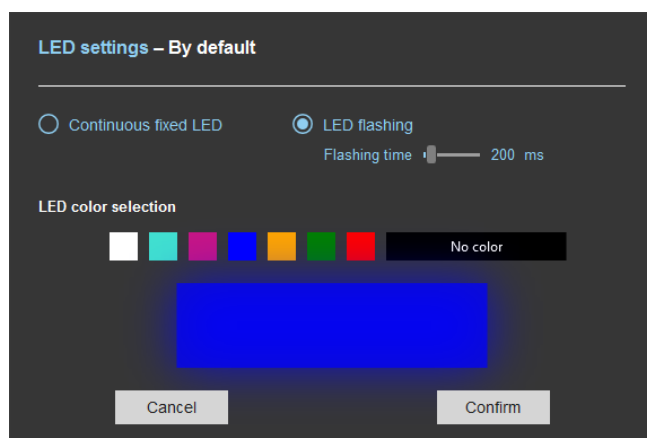 LED settings – By default
Continuous fixed LED
LED flashing
Flashing time 200 ms
LED color selection
No color
Cancel
Confirm